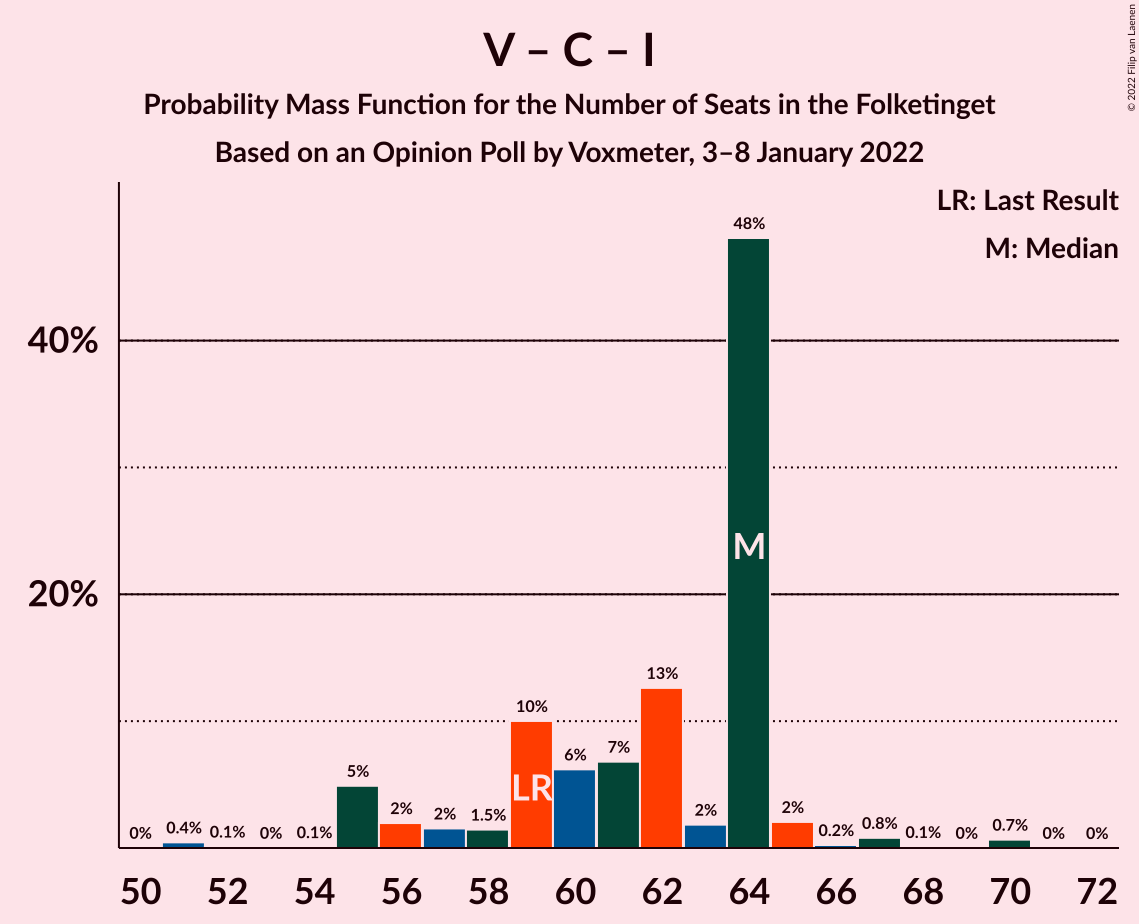 V – C – I
Probability Mass Function for the Number of Seats in the Folketinget
Based on an Opinion Poll by Voxmeter, 3–8 January 2022
© 2022 Filip van Laenen
LR: Last Result
M: Median
40%
20%
0%
0.4%
0.1%
0%
0.1%
5%
2%
2%
1.5%
10%
6%
7%
13%
2%
48%
2%
0.2%
0.8%
0.1%
0%
0.7%
0%
0%
LR
M
50 52 54 56 58 60 62 64 66 68 70 72